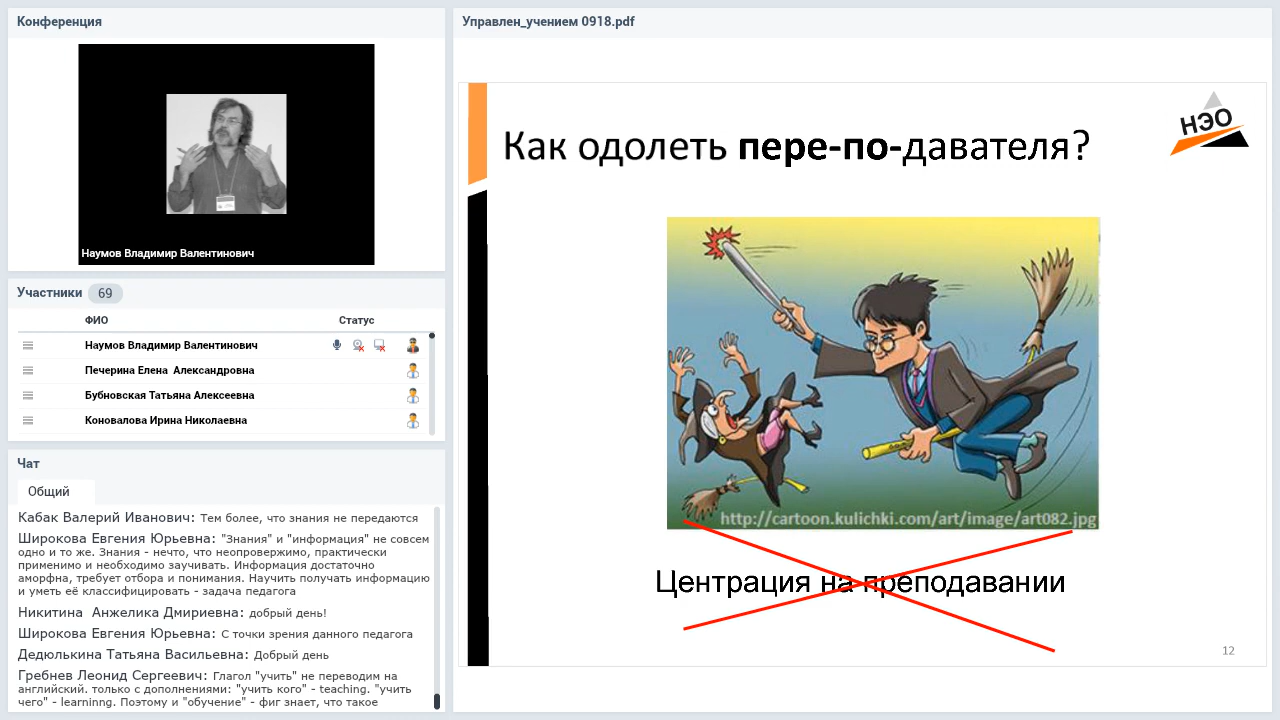 Конференция
Наумов Владимир Валентинович
Участники 69
ФИО Статус
Наумов Владимир Валентинович
Печерина Елена Александровна
Бубновская Татьяна Алексеевна
Коновалова Ирина Николаевна
Чат
Общий
Кабак Валерий Иванович: Тем более, что знания не передаются
Широкова Евгения Юрьевна: "Знания" и "информация" не совсем
одно и то же. Знания - нечто, что неопровержимо, практически
применимо и необходимо заучивать. Информация достаточно
аморфна, требует отбора и понимания. Научить получать информацию
и уметь её классифицировать - задача педагога
Никитина Анжелика Дмириевна: добрый день!
Широкова Евгения Юрьевна: С точки зрения данного педагога
Дедюлькина Татьяна Васильевна: Добрый день
Гребнев Леонид Сергеевич: Глагол "учить" не переводим на
английский. только с дополнениями: "учить кого" - teaching. "учить
чего" - learninng. Поэтому и "обучение" - фиг знает, что такое
Управлен_учением 0918.pdf
НЭО
Как одолеть пере-по-давателя?
http://cartoon.kulichki.com/art/image/art082.jpg
Центрация на преподавании
12